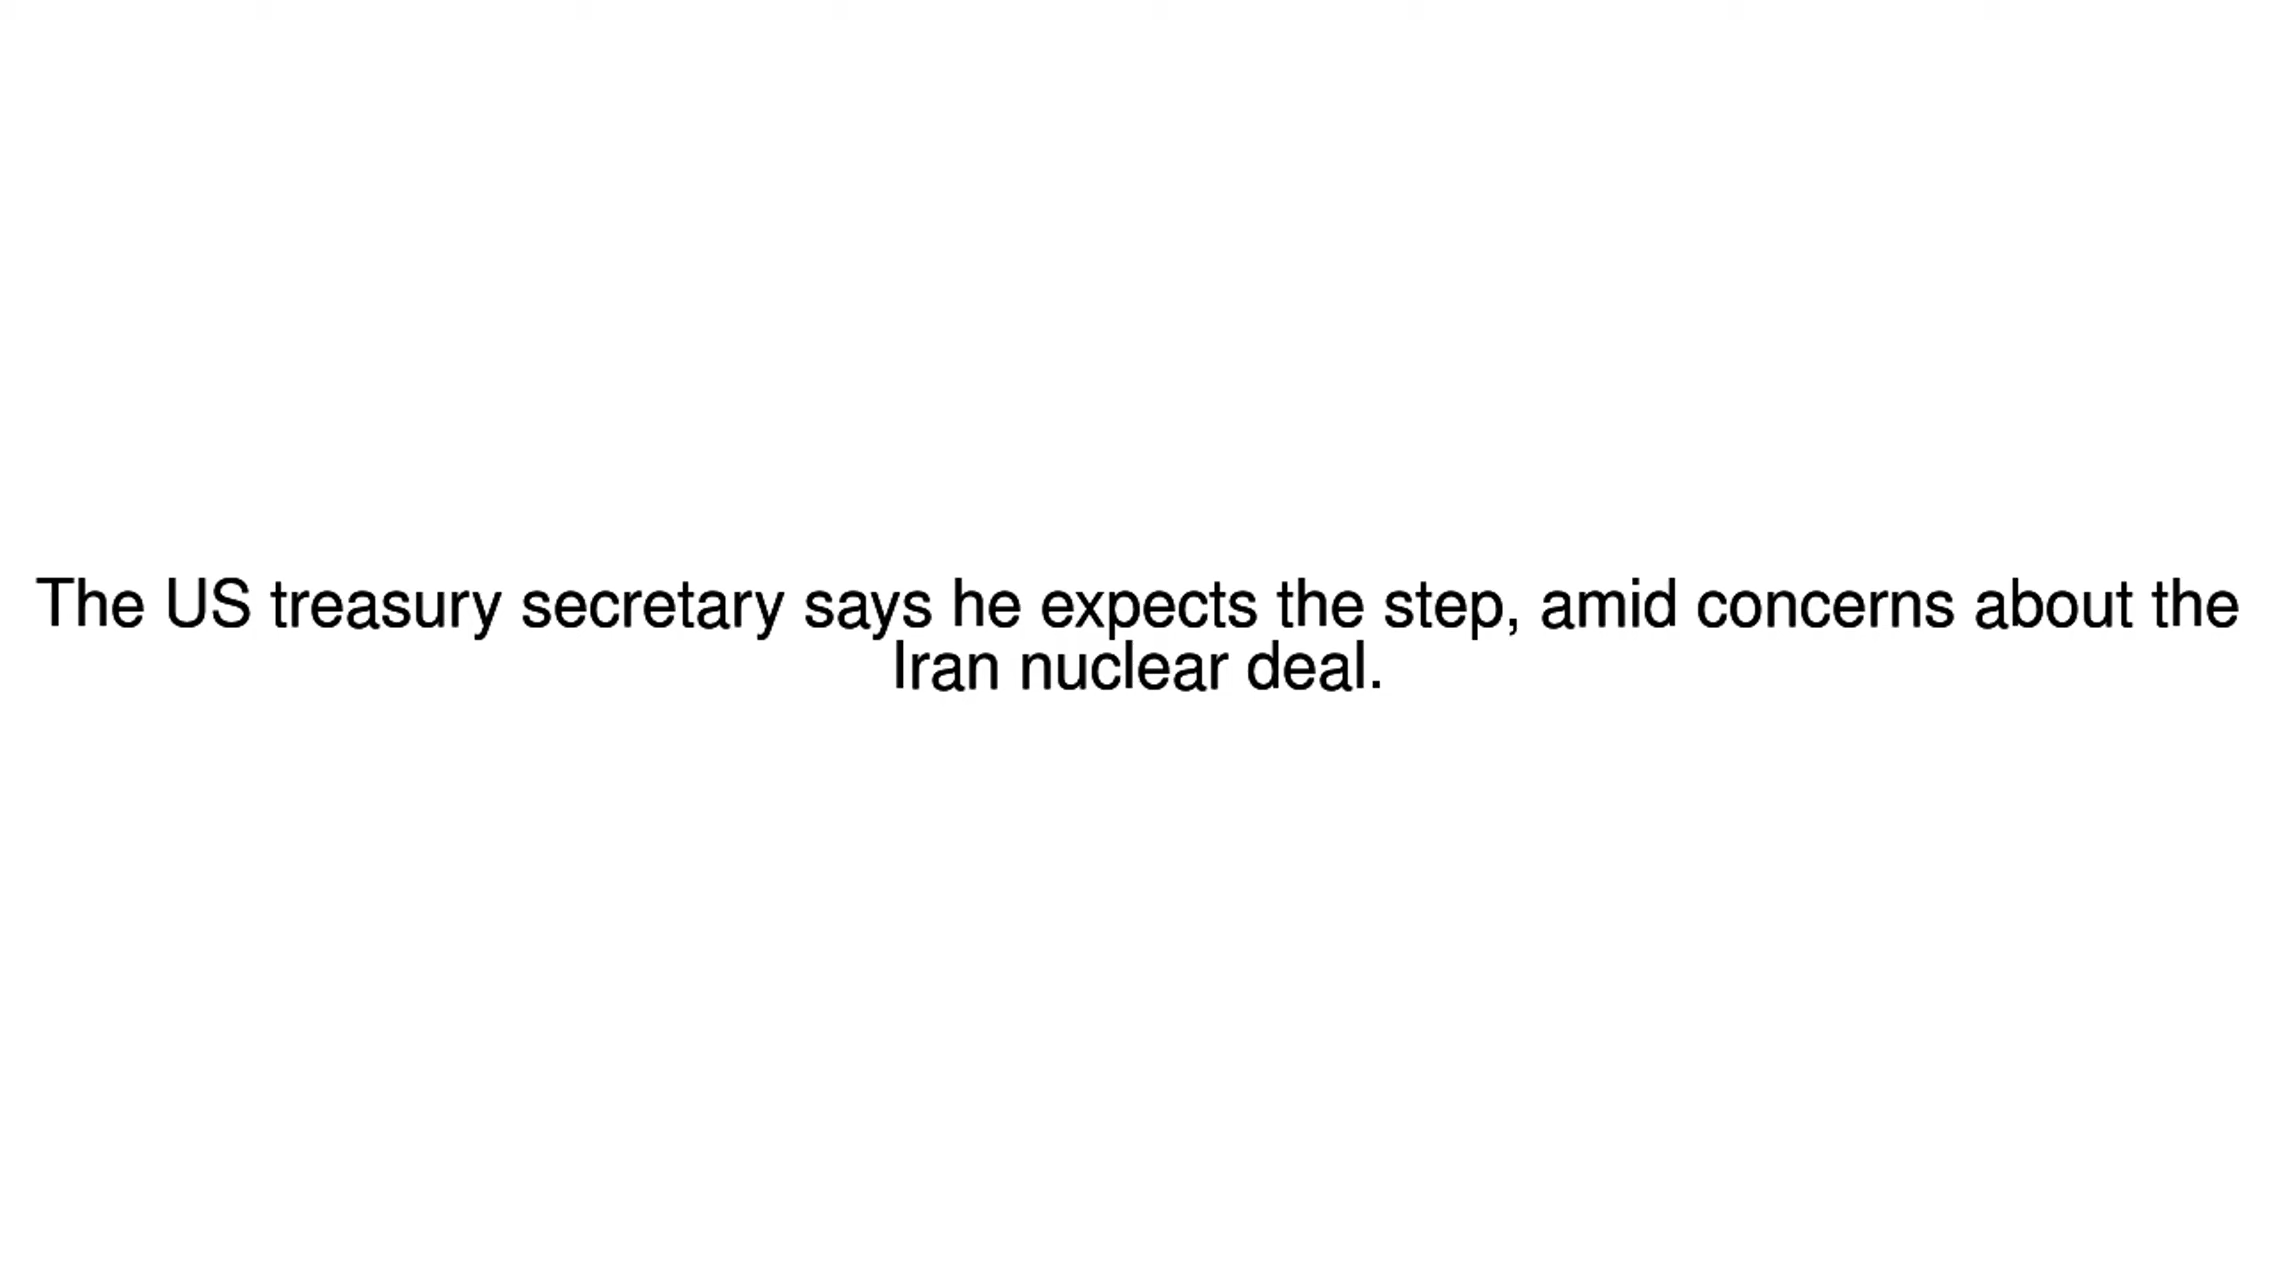 The US treasury secretary says he expects the step, amid concerns about the
Iran nuclear deal.